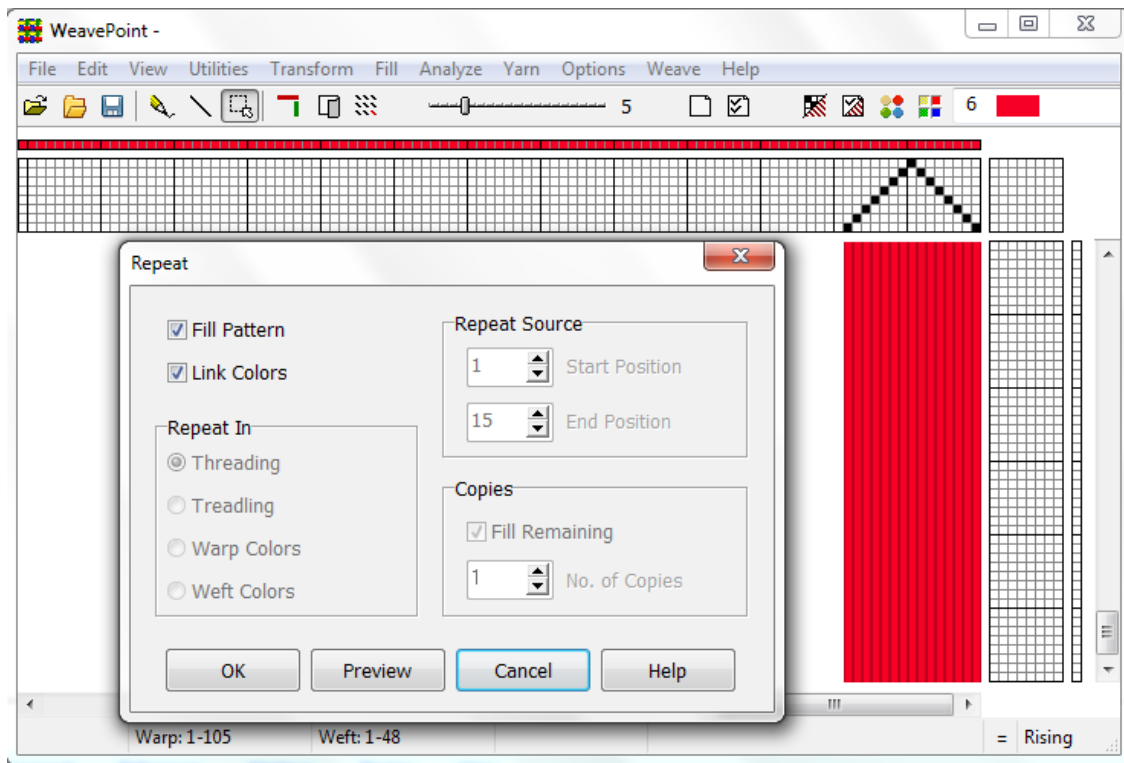 WeavePoint -
File Edit View Utilities Transform Fill Analyze Yarn Options Weave Help
5 6
Repeat
Fill Pattern
Link Colors
Repeat In
Threading
Treadling
Warp Colors
Weft Colors
Repeat Source
1 Start Position
15 End Position
Copies
Fill Remaining
1 No. of Copies
OK Preview Cancel Help
Warp: 1-105 Weft: 1-48 = Rising